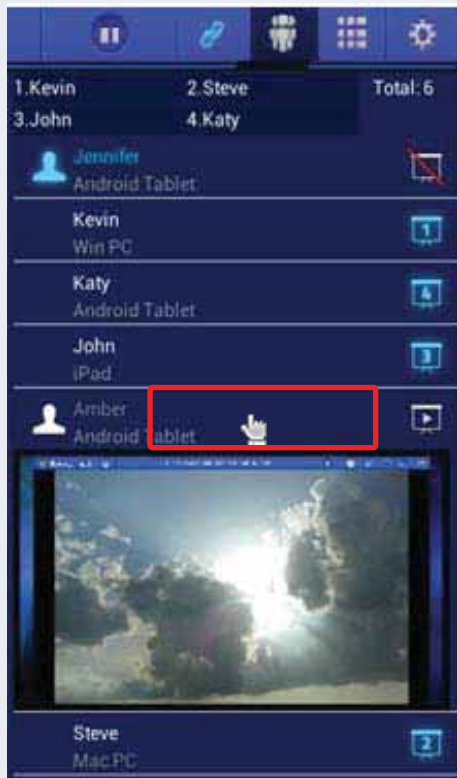 1.Kevin 2.Steve Total: 6
3.John 4.Katy
Jennifer
Android Tablet
Kevin
Win PC
1
Katy
Android Tablet
4
John
iPad
3
Amber
Android Tablet
Steve
Mac PC
2